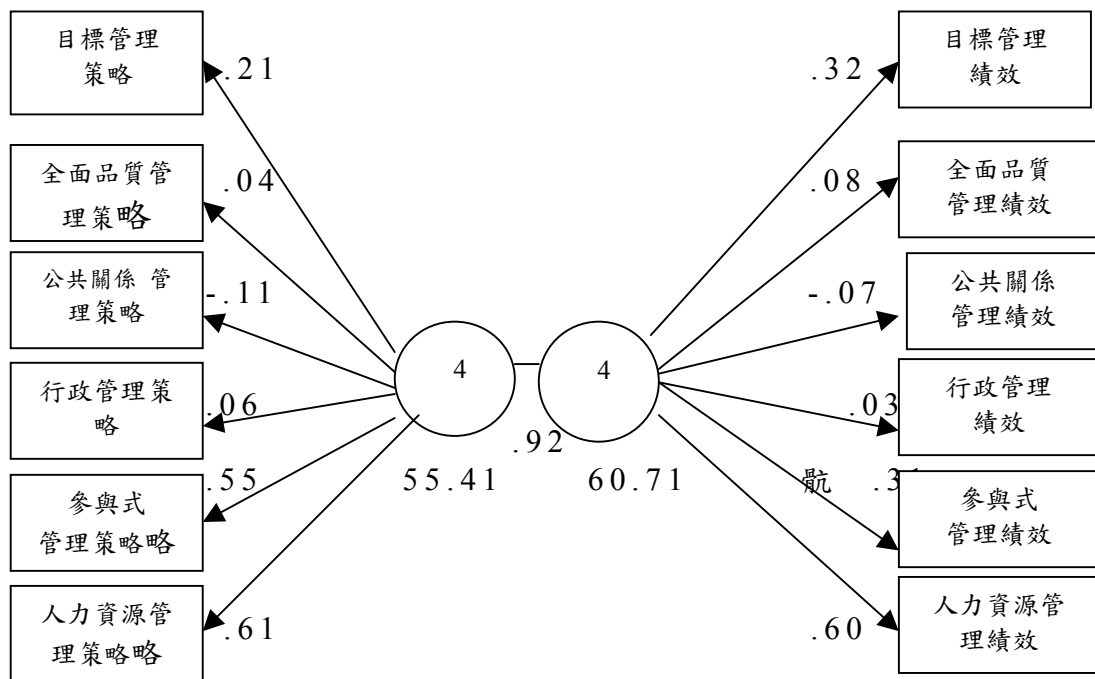 目標管理
策略
.21
全面品質管
理策略
.04
公共關係 管
理策略
-.11
行政管理策
略
.06
參與式
管理策略略
.55
人力資源管
理策略略
.61
4
4
.92
55.41
60.71
目標管理
績效
.32
全面品質
管理績效
.08
公共關係
管理績效
-.07
行政管理
績效
.03
參與式
管理績效
骯
人力資源管
理績效
.60